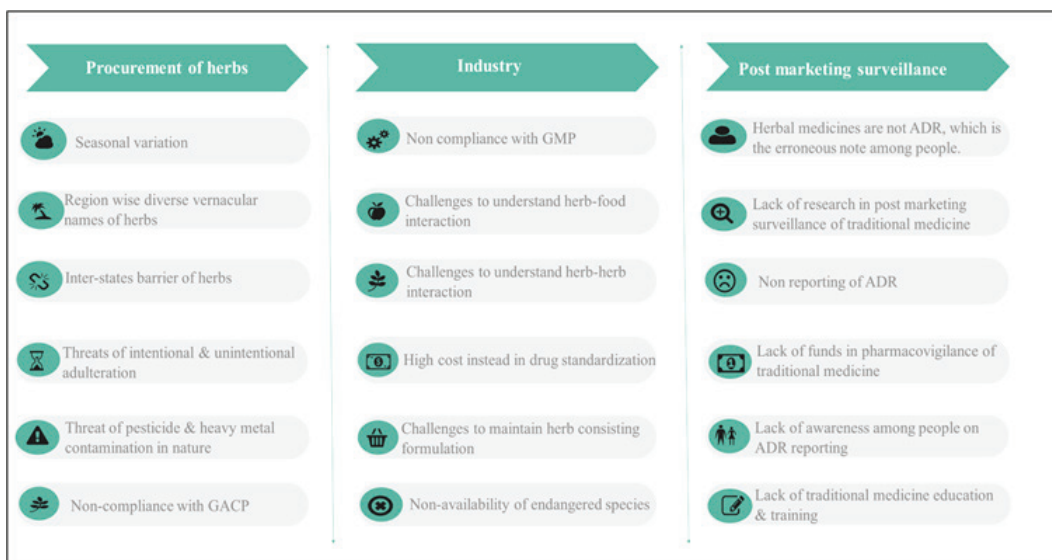 Procurement of herbs
Seasonal variation
Region wise diverse vernacular
names of herbs
Inter-states barrier of herbs
Threats of intentional & unintentional
adulteration
Threat of pesticide & heavy metal
contamination in nature
Non-compliance with GACP
Industry
Non compliance with GMP
Challenges to understand herb-food
interaction
Challenges to understand herb-herb
interaction
High cost instead in drug standardization
Challenges to maintain herb consisting
formulation
Non-availability of endangered species
Post marketing surveillance
Herbal medicines are not ADR, which is
the erroneous note among people.
Lack of research in post marketing
surveillance of traditional medicine
Non reporting of ADR
Lack of funds in pharmacovigilance of
traditional medicine
Lack of awareness among people on
ADR reporting
Lack of traditional medicine education
& training